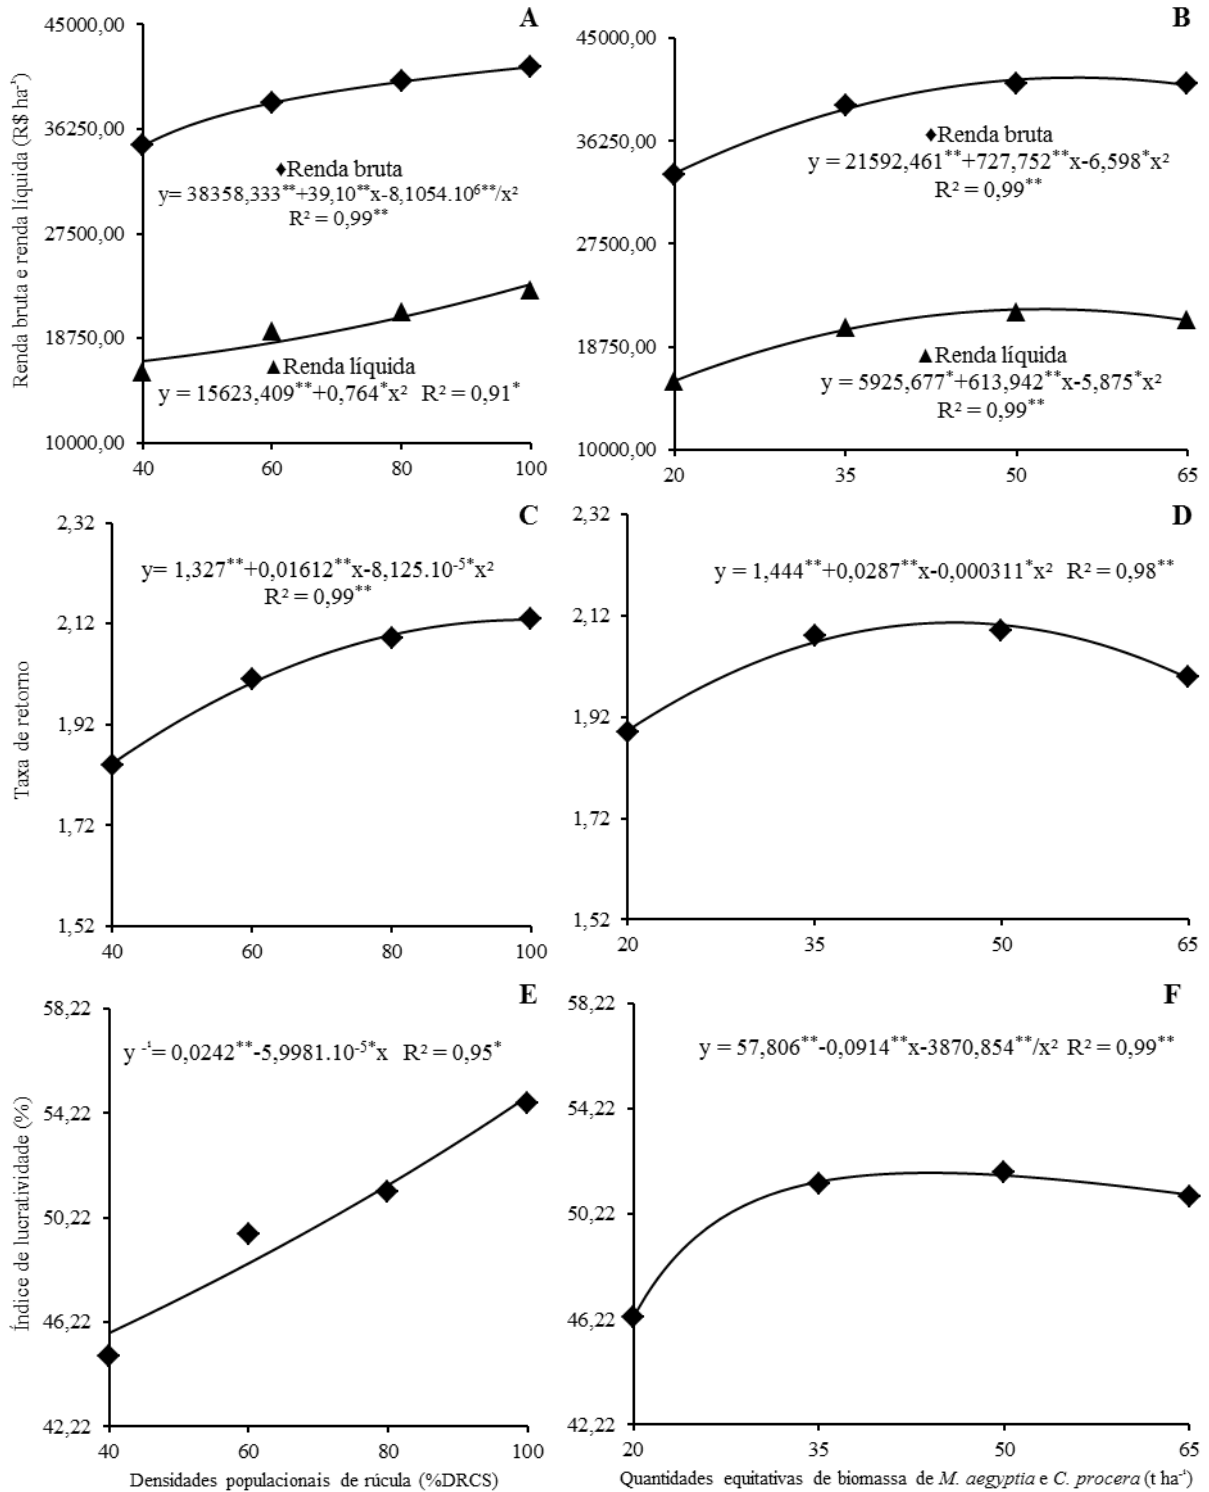 Renda bruta e renda líquida (R$ ha⁻¹)
A
45000,00
36250,00
27500,00
18750,00
10000,00
♦Renda bruta
y= 38358,333**+39,10**x-8,1054.10⁶**/x²
R² = 0,99**
▲Renda líquida
y = 15623,409**+0,764*x² R² = 0,91*
40 60 80 100
B
45000,00
36250,00
27500,00
18750,00
10000,00
♦Renda bruta
y = 21592,461**+727,752**x-6,598*x²
R² = 0,99**
▲Renda líquida
y = 5925,677*+613,942**x-5,875*x²
R² = 0,99**
20 35 50 65
Taxa de retorno
C
2,32
2,12
1,92
1,72
1,52
y= 1,327**+0,01612**x-8,125.10⁻⁵*x²
R² = 0,99**
40 60 80 100
D
2,32
2,12
1,92
1,72
1,52
y = 1,444**+0,0287**x-0,000311*x² R² = 0,98**
20 35 50 65
Índice de lucratividade (%)
E
58,22
54,22
50,22
46,22
42,22
y ⁻¹= 0,0242**-5,9981.10⁻⁵*x R² = 0,95*
40 60 80 100
Densidades populacionais de rúcula (%DRCS)
F
58,22
54,22
50,22
46,22
42,22
y = 57,806**-0,0914**x-3870,854**/x² R² = 0,99**
20 35 50 65
Quantidades equitativas de biomassa de M. aegyptia e C. procera (t ha⁻¹)